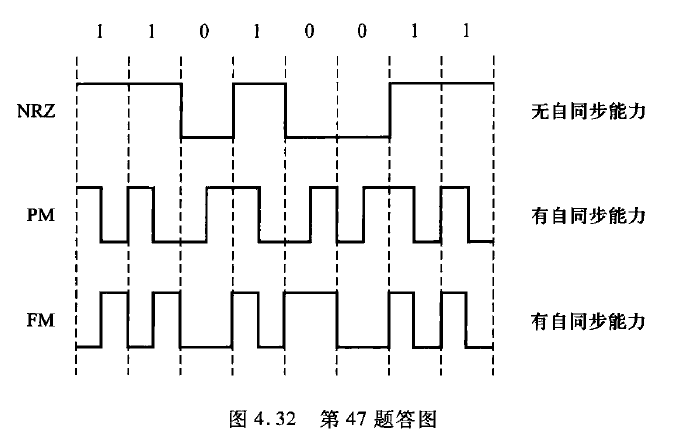 1 1 0 1 0 0 1 1
NRZ 无自同步能力
PM 有自同步能力
FM 有自同步能力
图 4.32 第 47 题答图